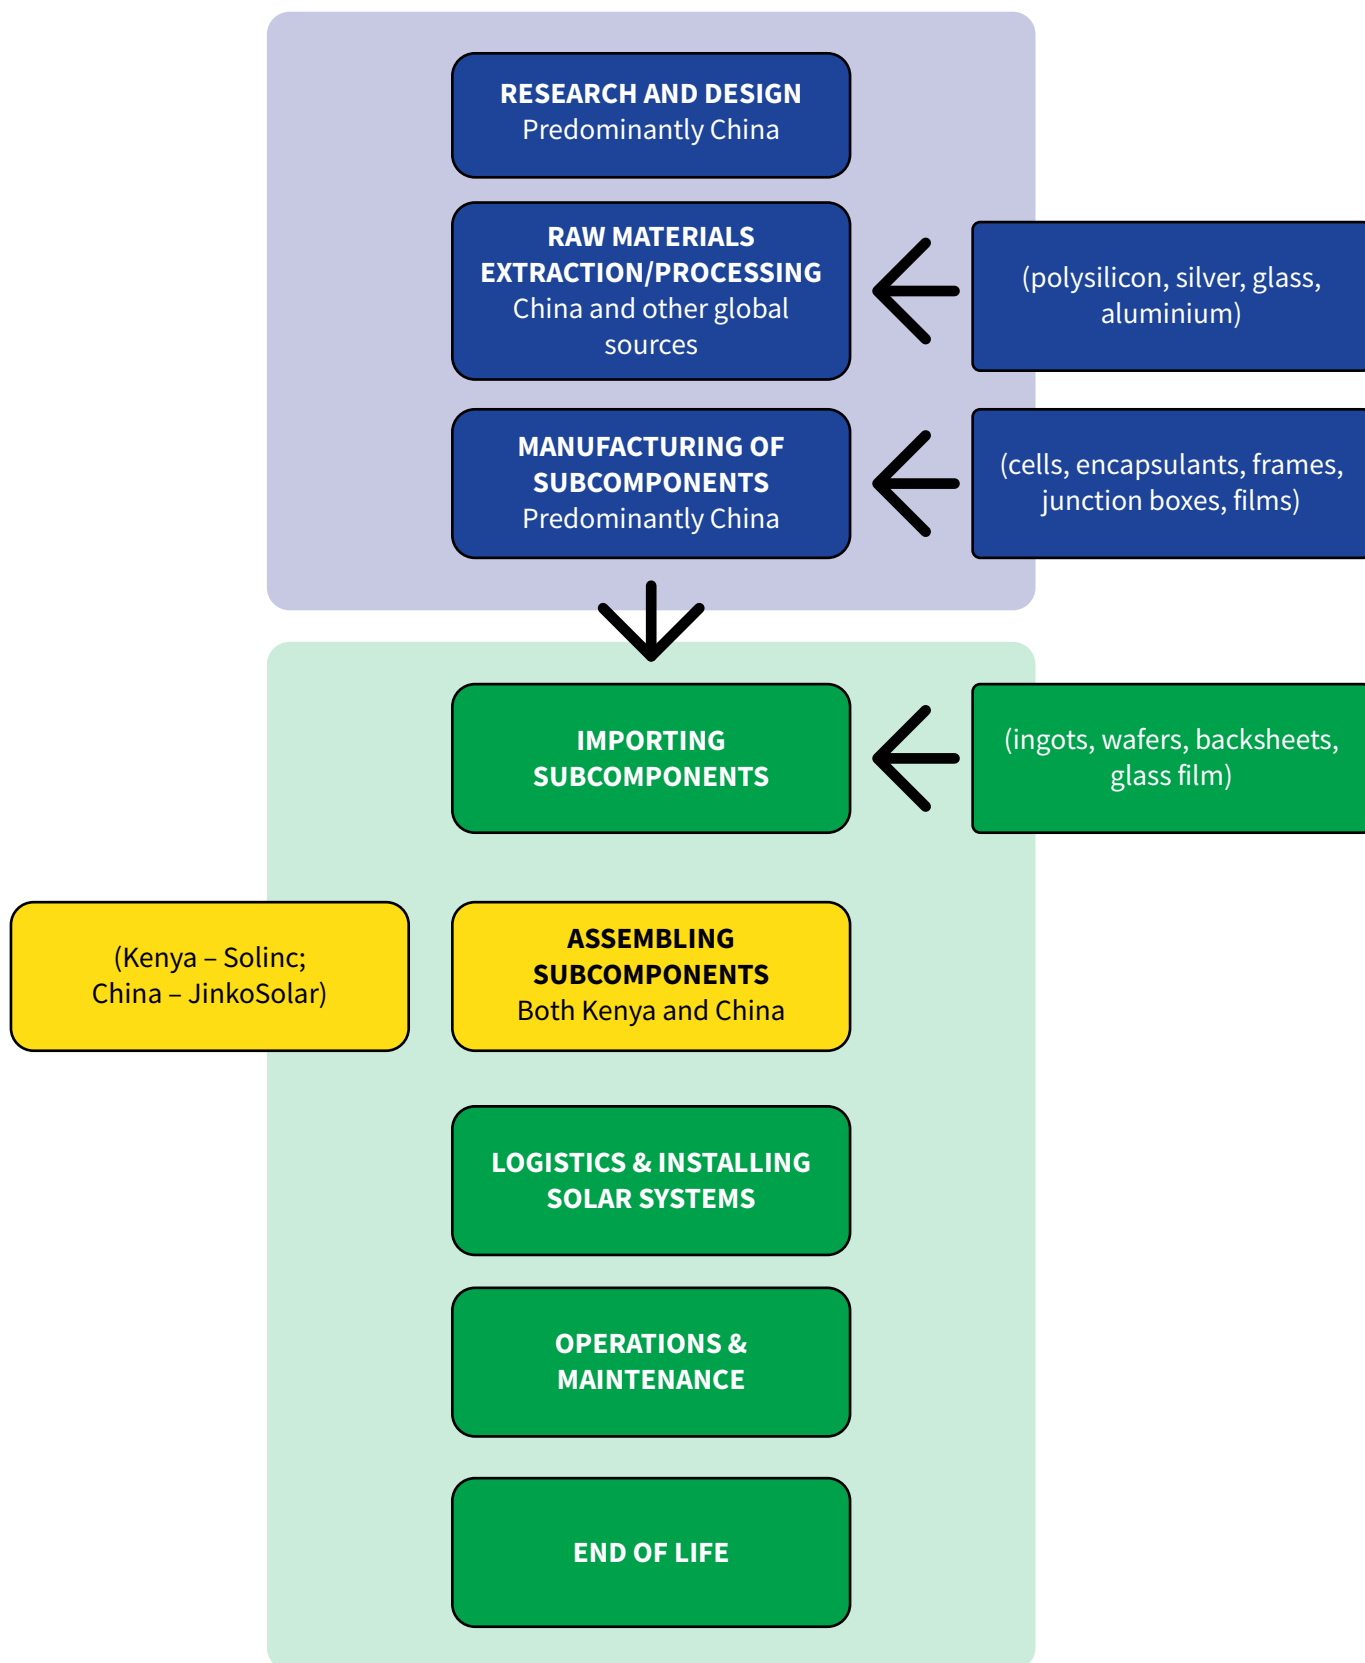 RESEARCH AND DESIGN
Predominantly China
RAW MATERIALS
EXTRACTION/PROCESSING
China and other global
sources
(polysilicon, silver, glass,
aluminium)
MANUFACTURING OF
SUBCOMPONENTS
Predominantly China
(cells, encapsulants, frames,
junction boxes, films)
IMPORTING
SUBCOMPONENTS
(ingots, wafers, backsheets,
glass film)
(Kenya – Solinc;
China – JinkoSolar)
ASSEMBLING
SUBCOMPONENTS
Both Kenya and China
LOGISTICS & INSTALLING
SOLAR SYSTEMS
OPERATIONS &
MAINTENANCE
END OF LIFE